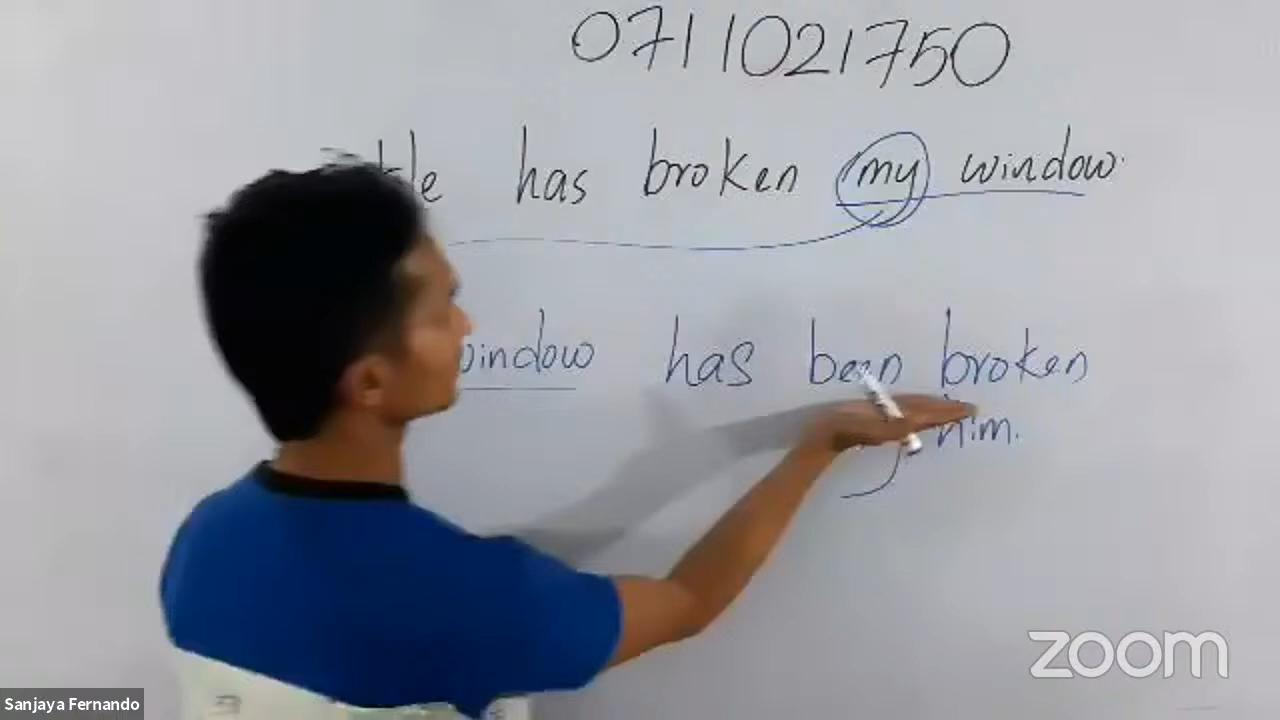 0711021750
has broken my window.
window has been broken
him.
zoom
Sanjaya Fernando